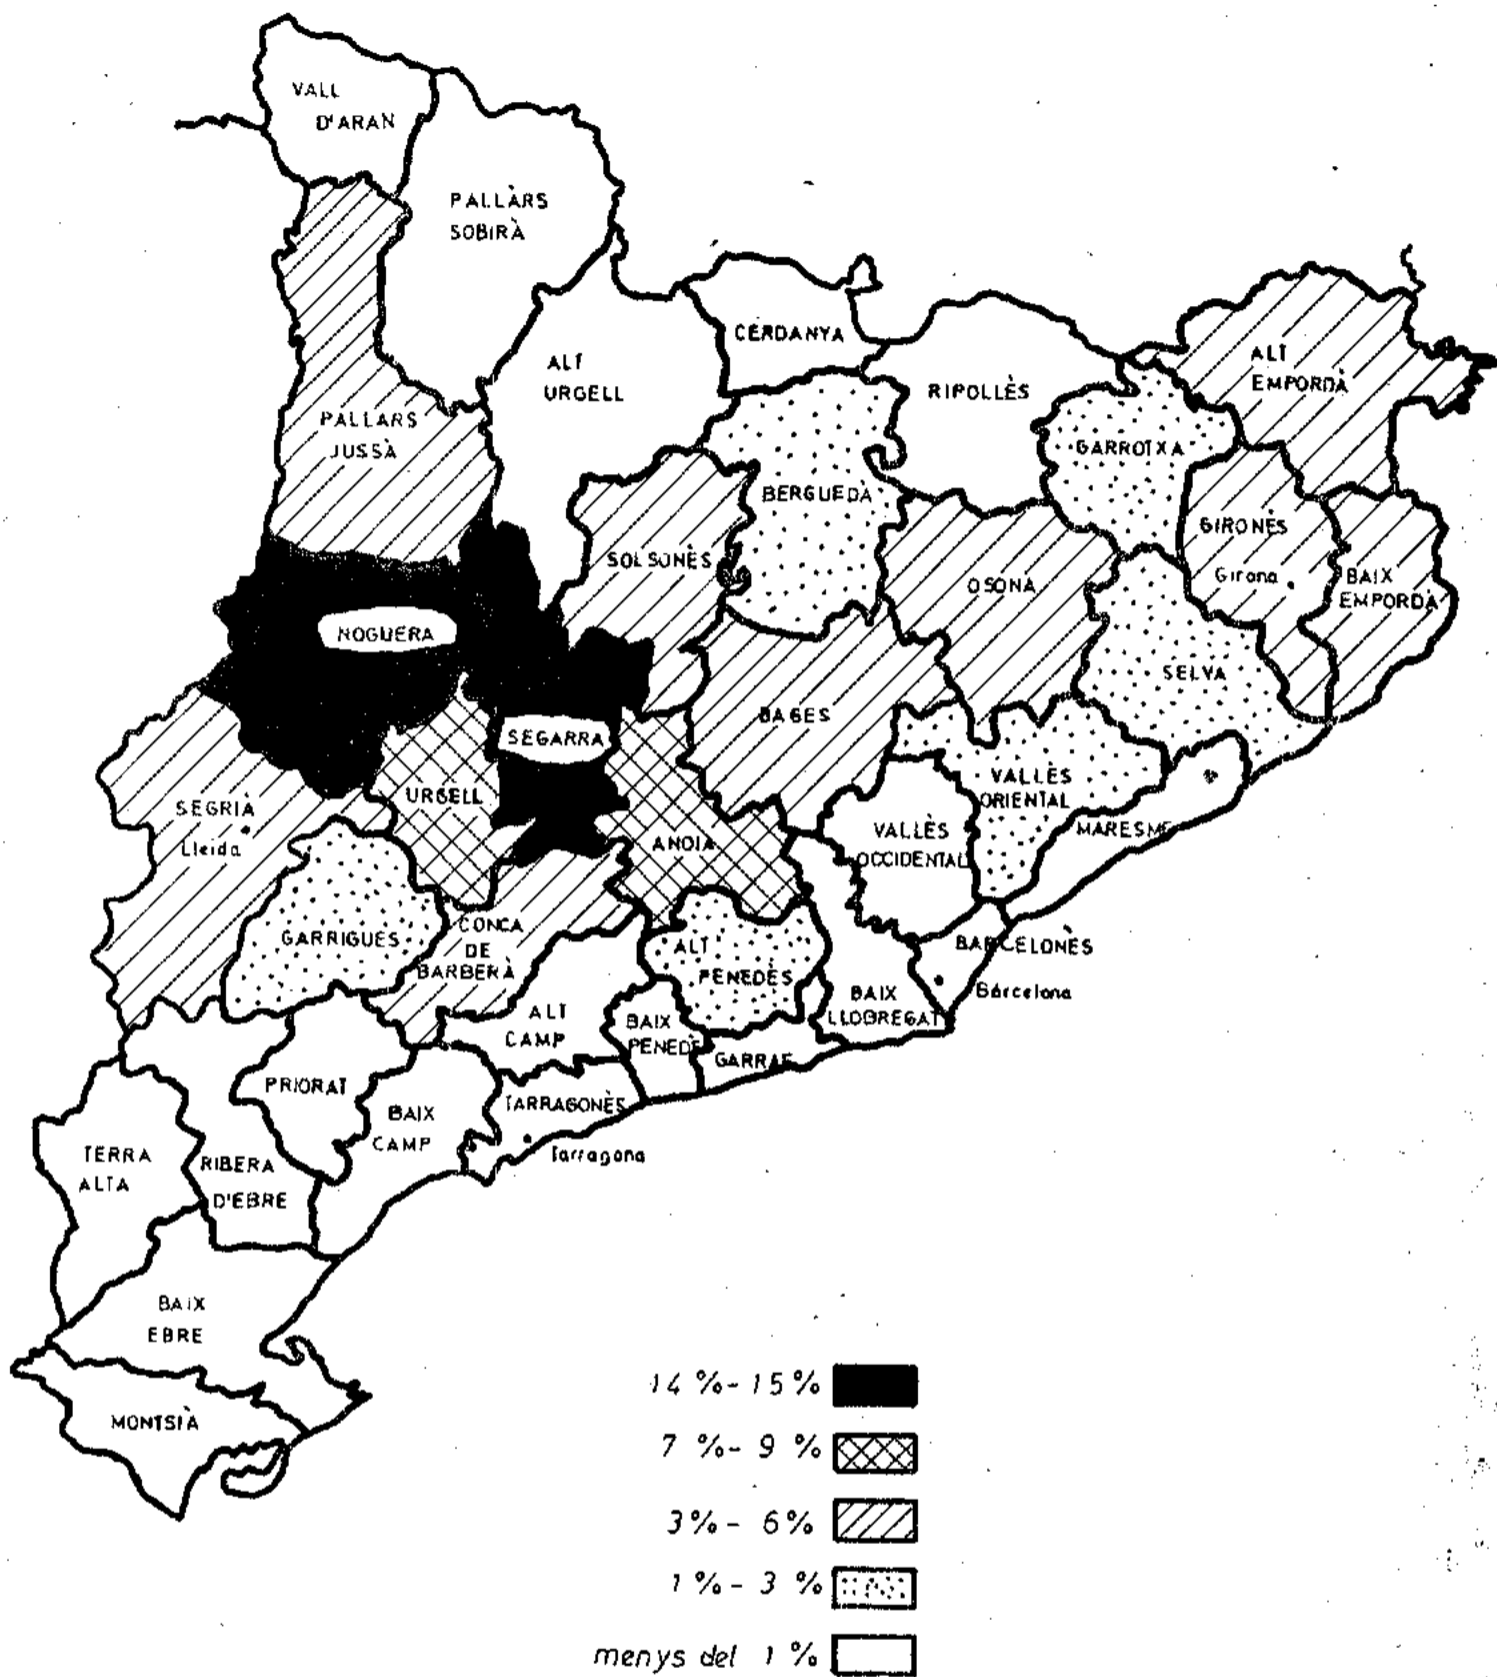 VALL
D'ARAN
PALLÀRS
SOBIRÀ
CERDANYA
ALT
URGELL
RIPOLLÈS
ALT
EMPORDÀ
PALLARS
JUSSÀ
GARROTXA
BERGUEDÀ
SOLSONÈS
OSONA
GIRONÈS
Girona
BAIX
EMPORDÀ
NOGUERA
SELVA
BAGES
SEGARRA
VALLÈS
ORIENTAL
URGELL
SEGRIÀ
Lleida
ANOIA
VALLÈS
OCCIDENTAL
MARESME
GARRIGUES
CONCA
DE
BARBERÀ
ALT
PENEDÈS
BARCELONÈS
Barcelona
BAIX
LLOBREGAT
ALT
CAMP
BAIX
PENEDÈ
GARRAF
PRIORAT
BAIX
CAMP
TARRAGONÈS
Tarragona
TERRA
ALTA
RIBERA
D'EBRE
BAIX
EBRE
MONTSIÀ
14 %- 15 %
7 %- 9 %
3 %- 6 %
1 %- 3 %
menys del 1 %